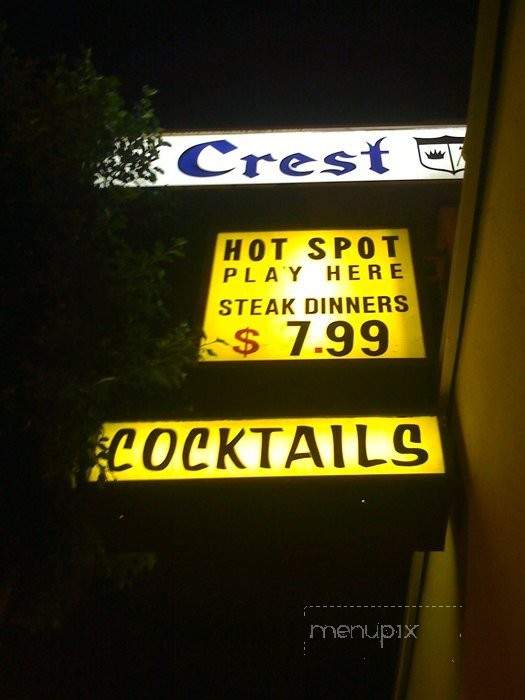 Crest
HOT SPOT
PLAY HERE
STEAK DINNERS
$ 7.99
COCKTAILS
menupix